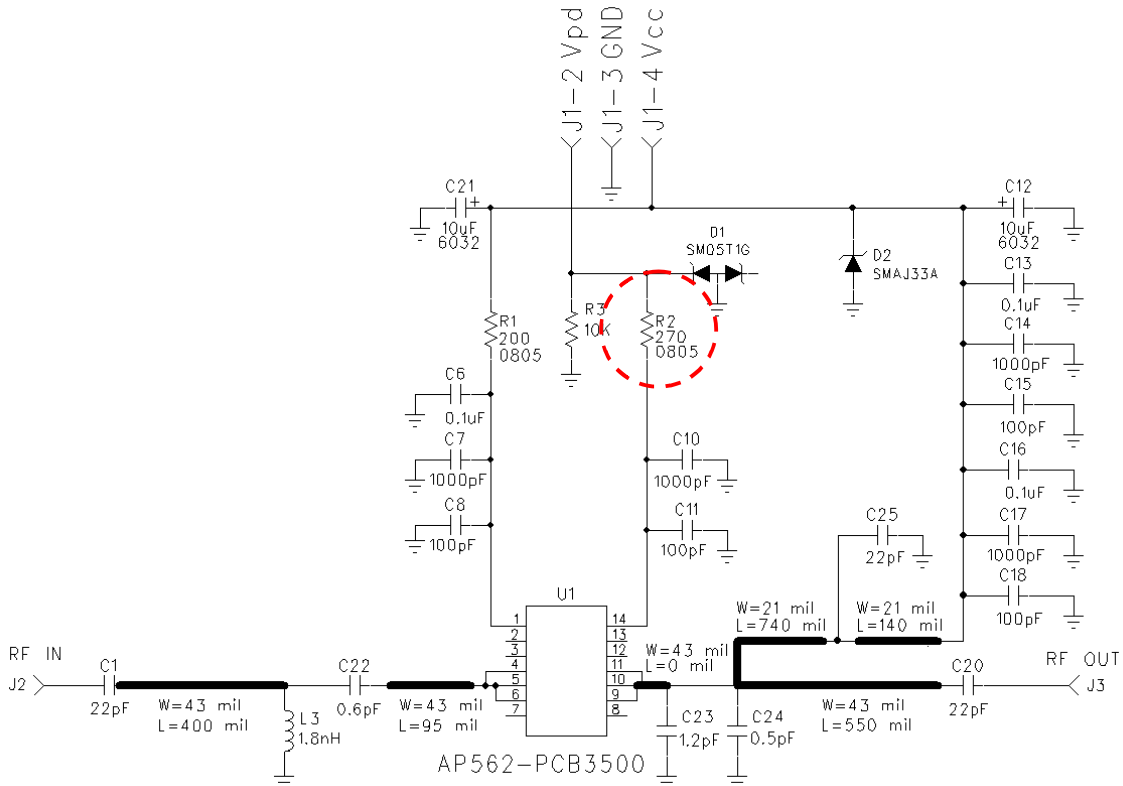 J1-2 Vpd
J1-3 GND
J1-4 Vcc
C21
+
10uF
6032
C12
+
10uF
6032
D1
SMQ5T1G
D2
SMAJ33A
C13
0.1uF
R1
200
0805
R3
10K
R2
270
0805
C14
1000pF
C6
0.1uF
C15
100pF
C7
1000pF
C10
1000pF
C16
0.1uF
C8
100pF
C11
100pF
C25
22pF
C17
1000pF
C18
100pF
U1
1
2
3
4
5
6
7
14
13
12
11
10
9
8
W=21 mil
L=740 mil
W=21 mil
L=140 mil
W=43 mil
L=0 mil
RF IN
J2
C1
22pF
W=43 mil
L=400 mil
L3
1.8nH
C22
0.6pF
W=43 mil
L=95 mil
C23
1.2pF
C24
0.5pF
W=43 mil
L=550 mil
C20
22pF
RF OUT
J3
AP562-PCB3500